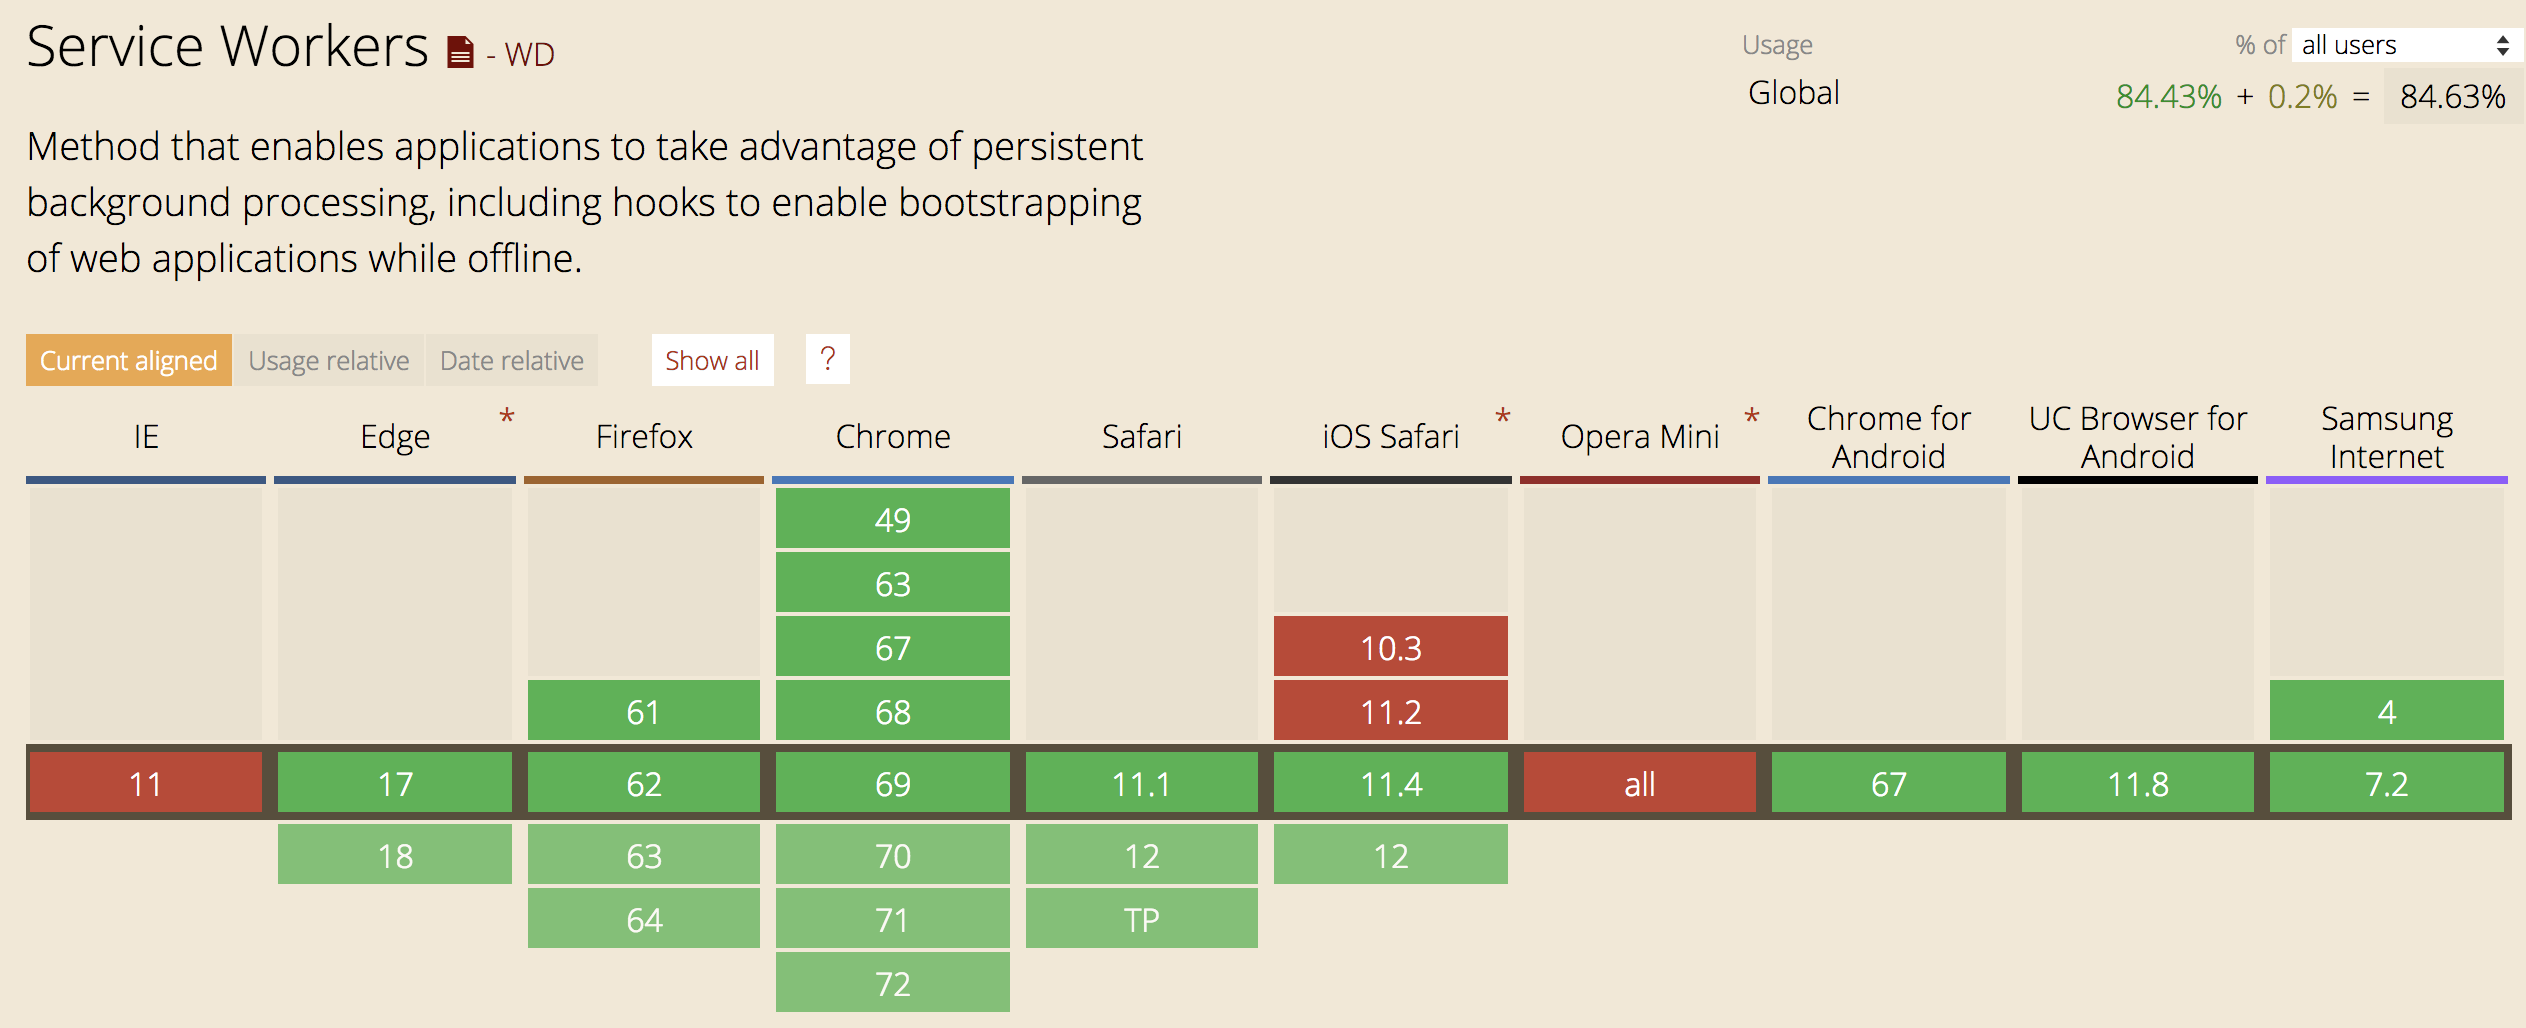 Service Workers - WD
Usage % of all users
Global 84.43% + 0.2% = 84.63%
Method that enables applications to take advantage of persistent
background processing, including hooks to enable bootstrapping
of web applications while offline.
Current aligned Usage relative Date relative Show all ?
IE Edge * Firefox Chrome Safari iOS Safari * Opera Mini * Chrome for Android UC Browser for Android Samsung Internet
49
63
67 10.3
61 68 11.2 4
11 17 62 69 11.1 11.4 all 67 11.8 7.2
18 63 70 12 12
64 71 TP
72